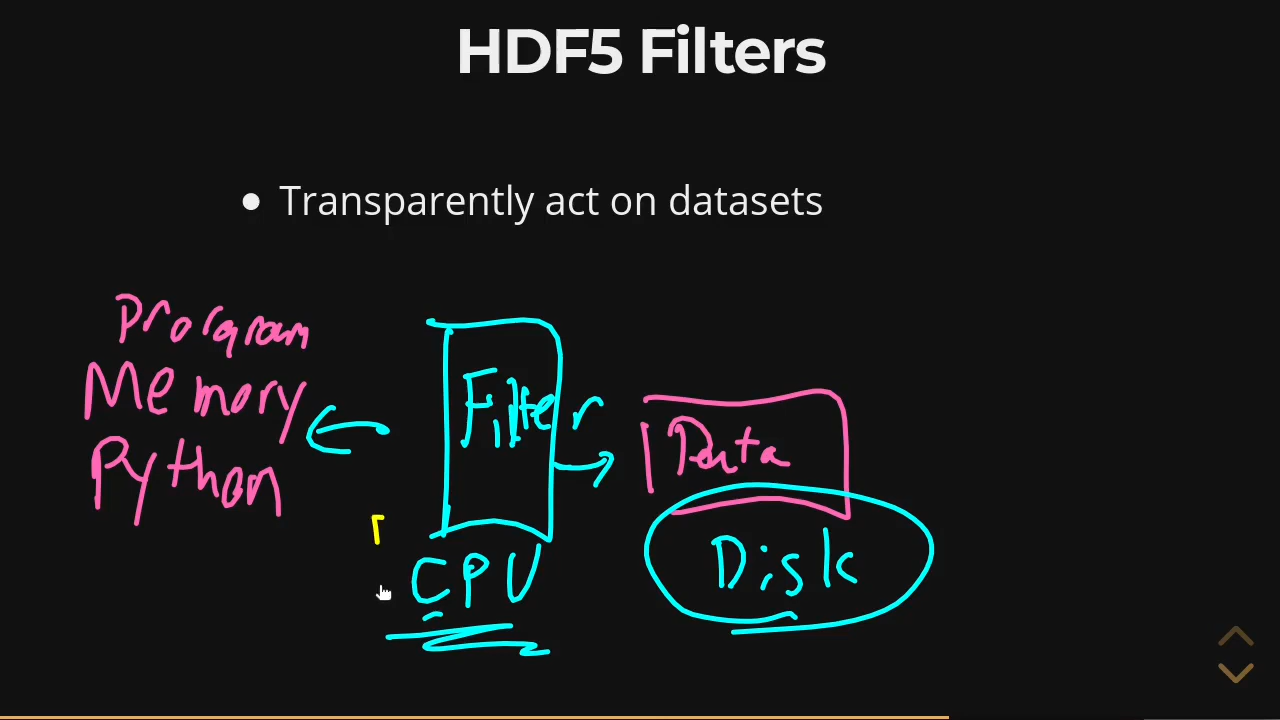 HDF5 Filters
● Transparently act on datasets
Program
Memory
Python
Filter
Data
CPU
Disk